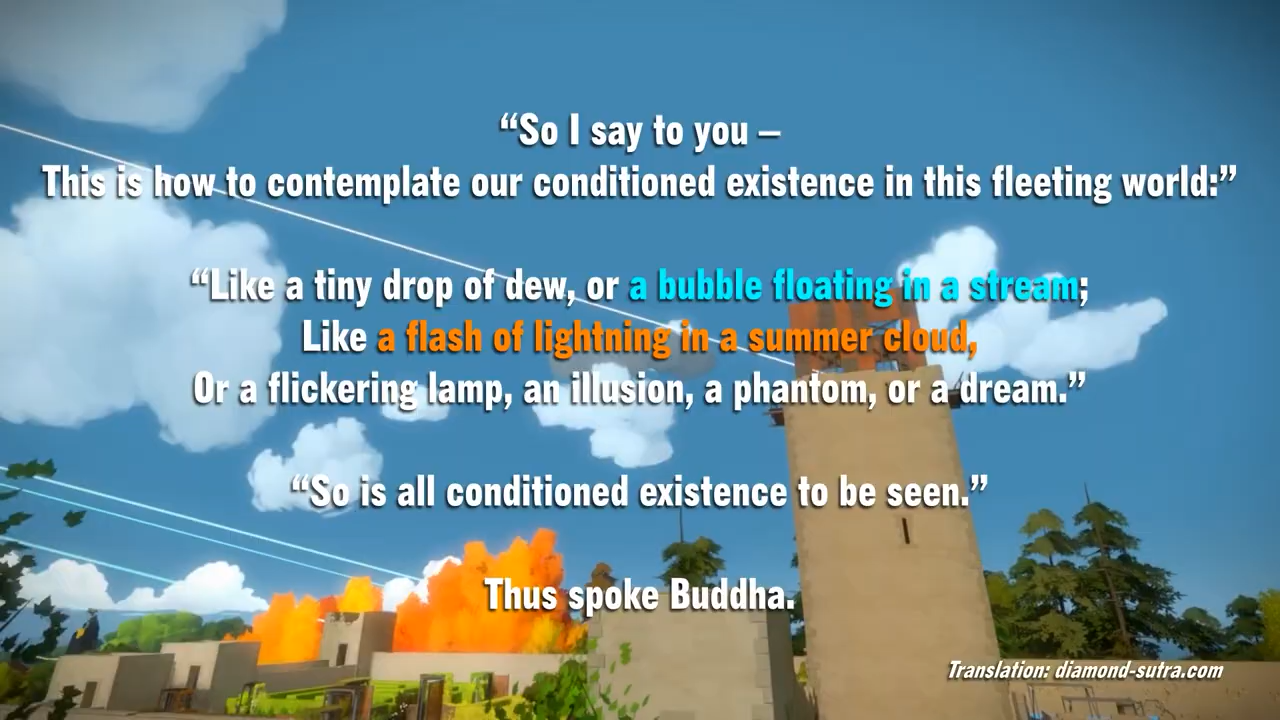 “So I say to you –
This is how to contemplate our conditioned existence in this fleeting world:”
“Like a tiny drop of dew, or a bubble floating in a stream;
Like a flash of lightning in a summer cloud,
Or a flickering lamp, an illusion, a phantom, or a dream.”
“So is all conditioned existence to be seen.”
Thus spoke Buddha.
Translation: diamond-sutra.com